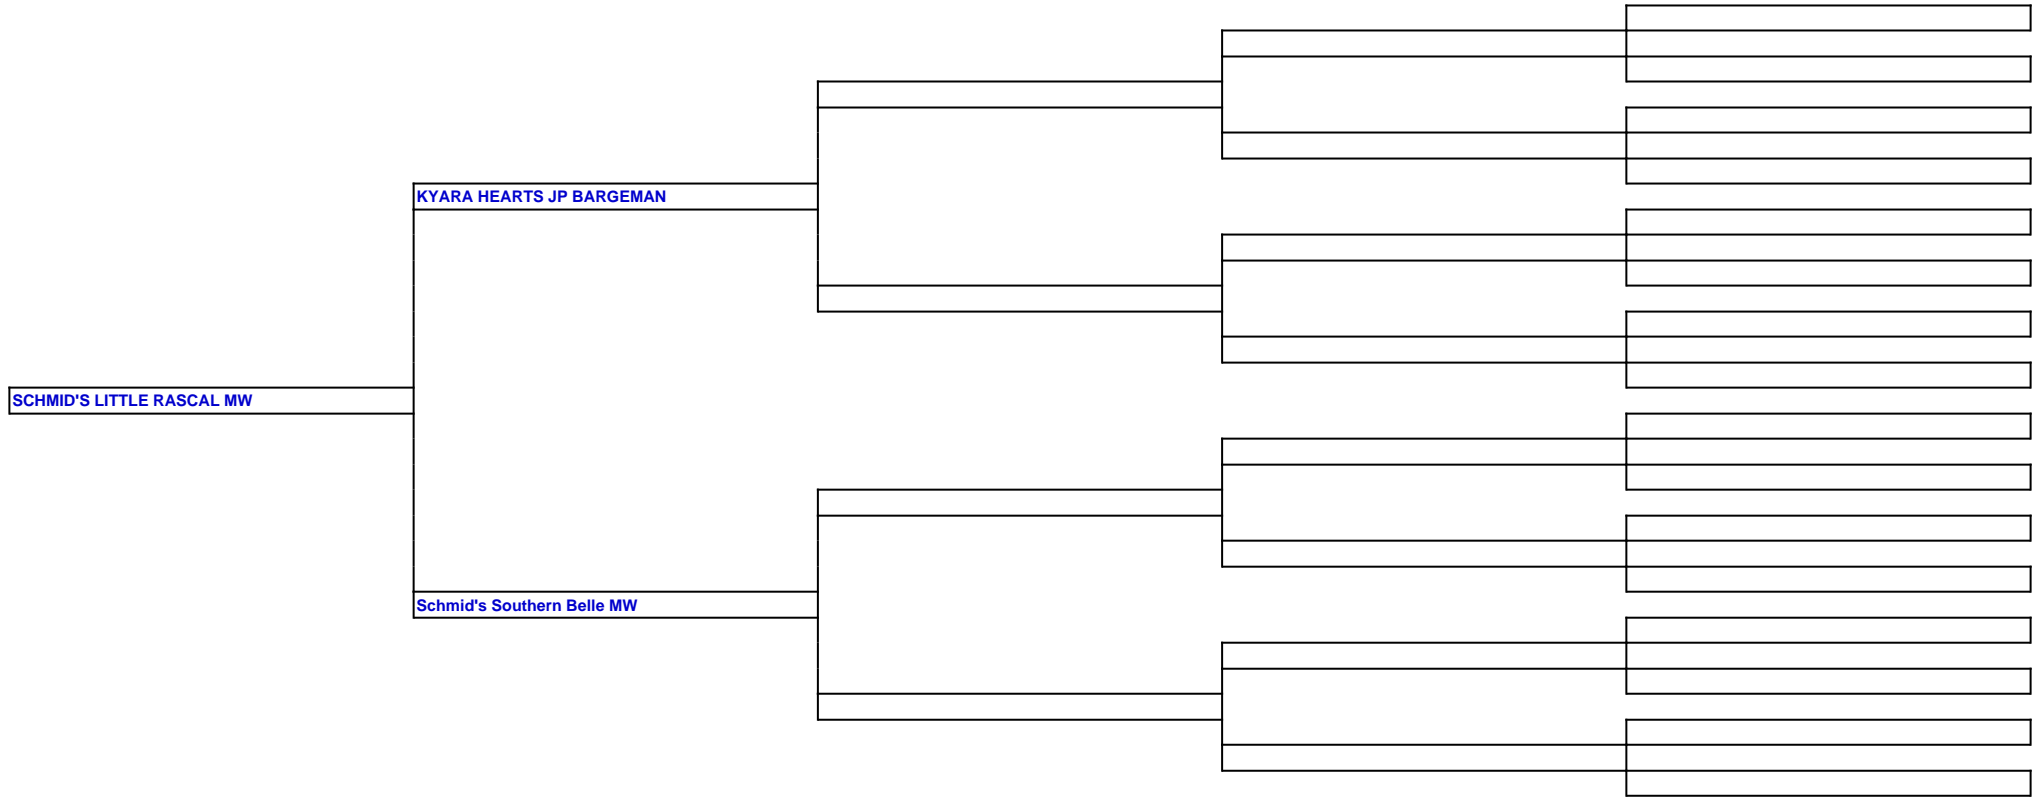 KYARA HEARTS JP BARGEMAN
SCHMID'S LITTLE RASCAL MW
Schmid's Southern Belle MW